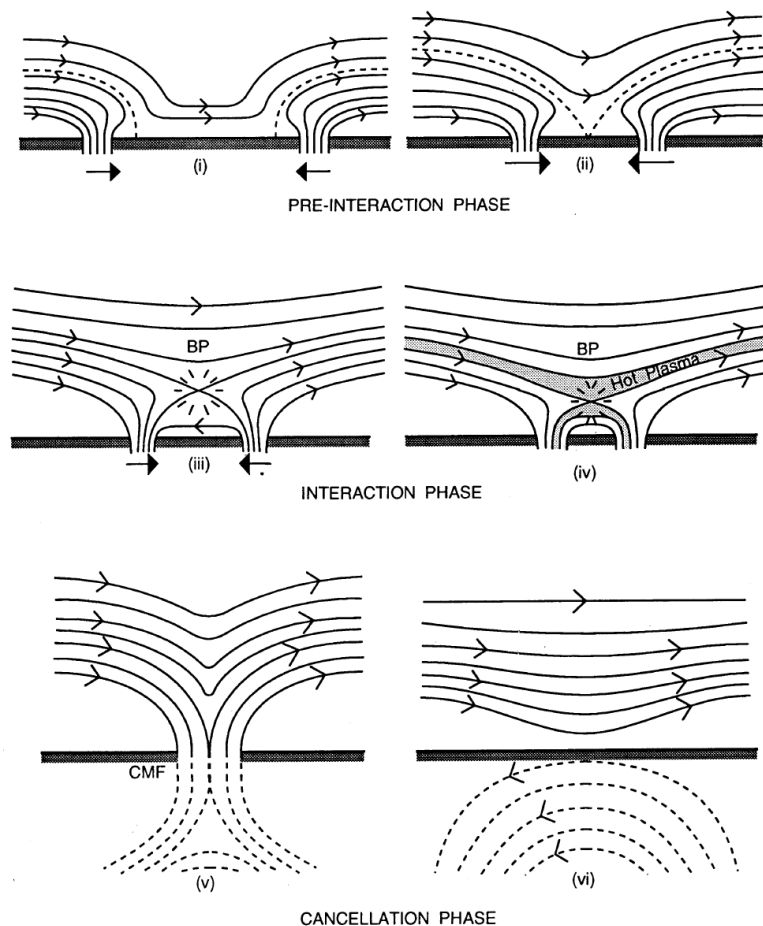 (i)
(ii)
PRE-INTERACTION PHASE
BP
(iii)
BP
Hot Plasma
(iv)
INTERACTION PHASE
CMF
(v)
(vi)
CANCELLATION PHASE